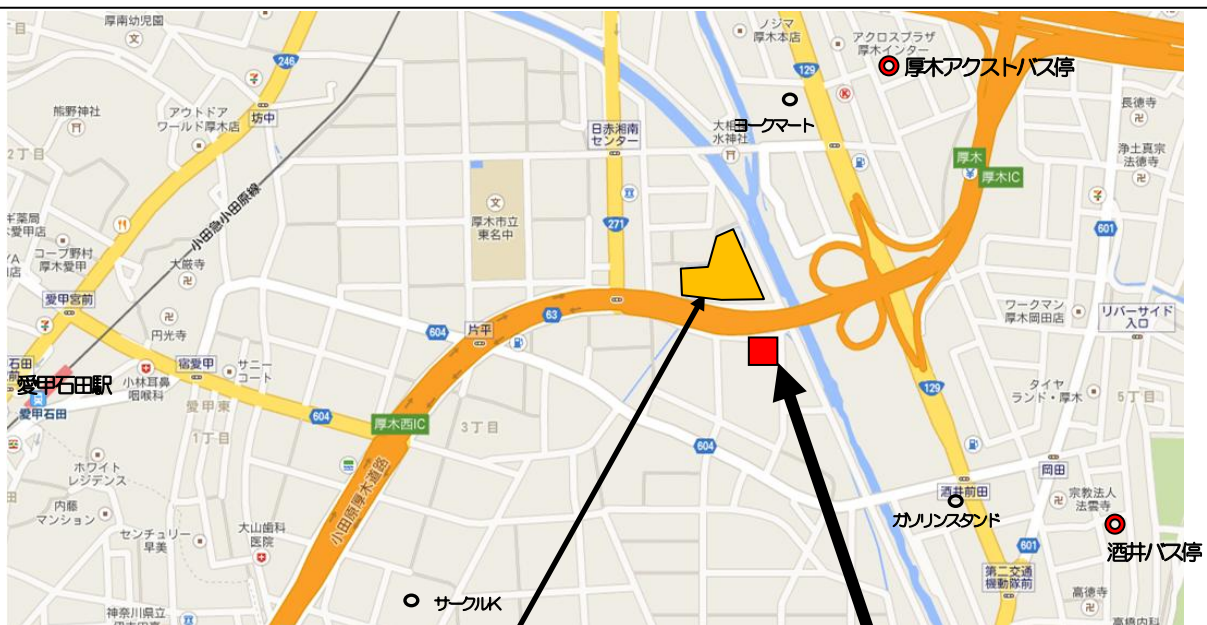 厚南幼児園
文
246
坊中
熊野神社
アウトドア
ワールド厚木店
2丁目
小田急小田原線
ギ薬局
木愛甲店
コープ野村
厚木愛甲
大厳寺
愛甲宮前
円光寺
石田
前
愛甲石田駅
愛甲石田
小林耳鼻
咽喉科
宿愛甲
サニー
コート
愛甲東
1丁目
604
ホワイト
レジデンス
内藤
マンション
センチュリー
早美
大山歯科
医院
神奈川県立
厚木西IC
小田原厚木道路
3丁目
サークルK
604
片平
63
文
厚木市立
東名中
日赤湘南
センター
271
ノジマ
厚木本店
アクロスプラザ
厚木インター
129
厚木アクストバス停
ヨークマート
水神社
厚木
厚木IC
長徳寺
浄土真宗
法徳寺
601
ワークマン
厚木岡田店
リバーサイド
入口
129
タイヤ
ランド・厚木
5丁目
604
岡田
酒井前田
ガソリンスタンド
宗教法人
法雲寺
酒井バス停
601
第二交通
機動隊前
高徳寺
高橋内科